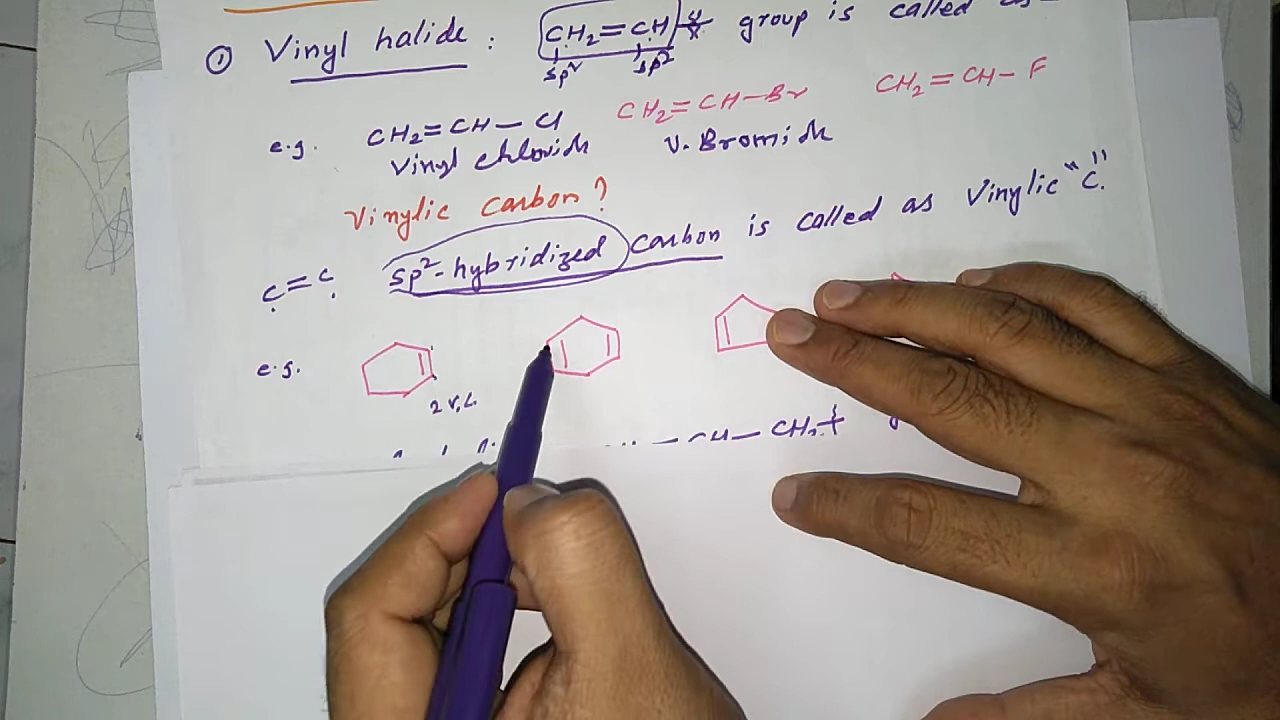 ① Vinyl halide : CH₂=CH-X group is called as
sp² sp²
e.g. CH₂=CH-Cl CH₂=CH-Br CH₂=CH-F
Vinyl chloride V. Bromide
Vinylic carbon?
C=C sp²-hybridized carbon is called as Vinylic "C".
e.g.
2 V.C.
CH₂